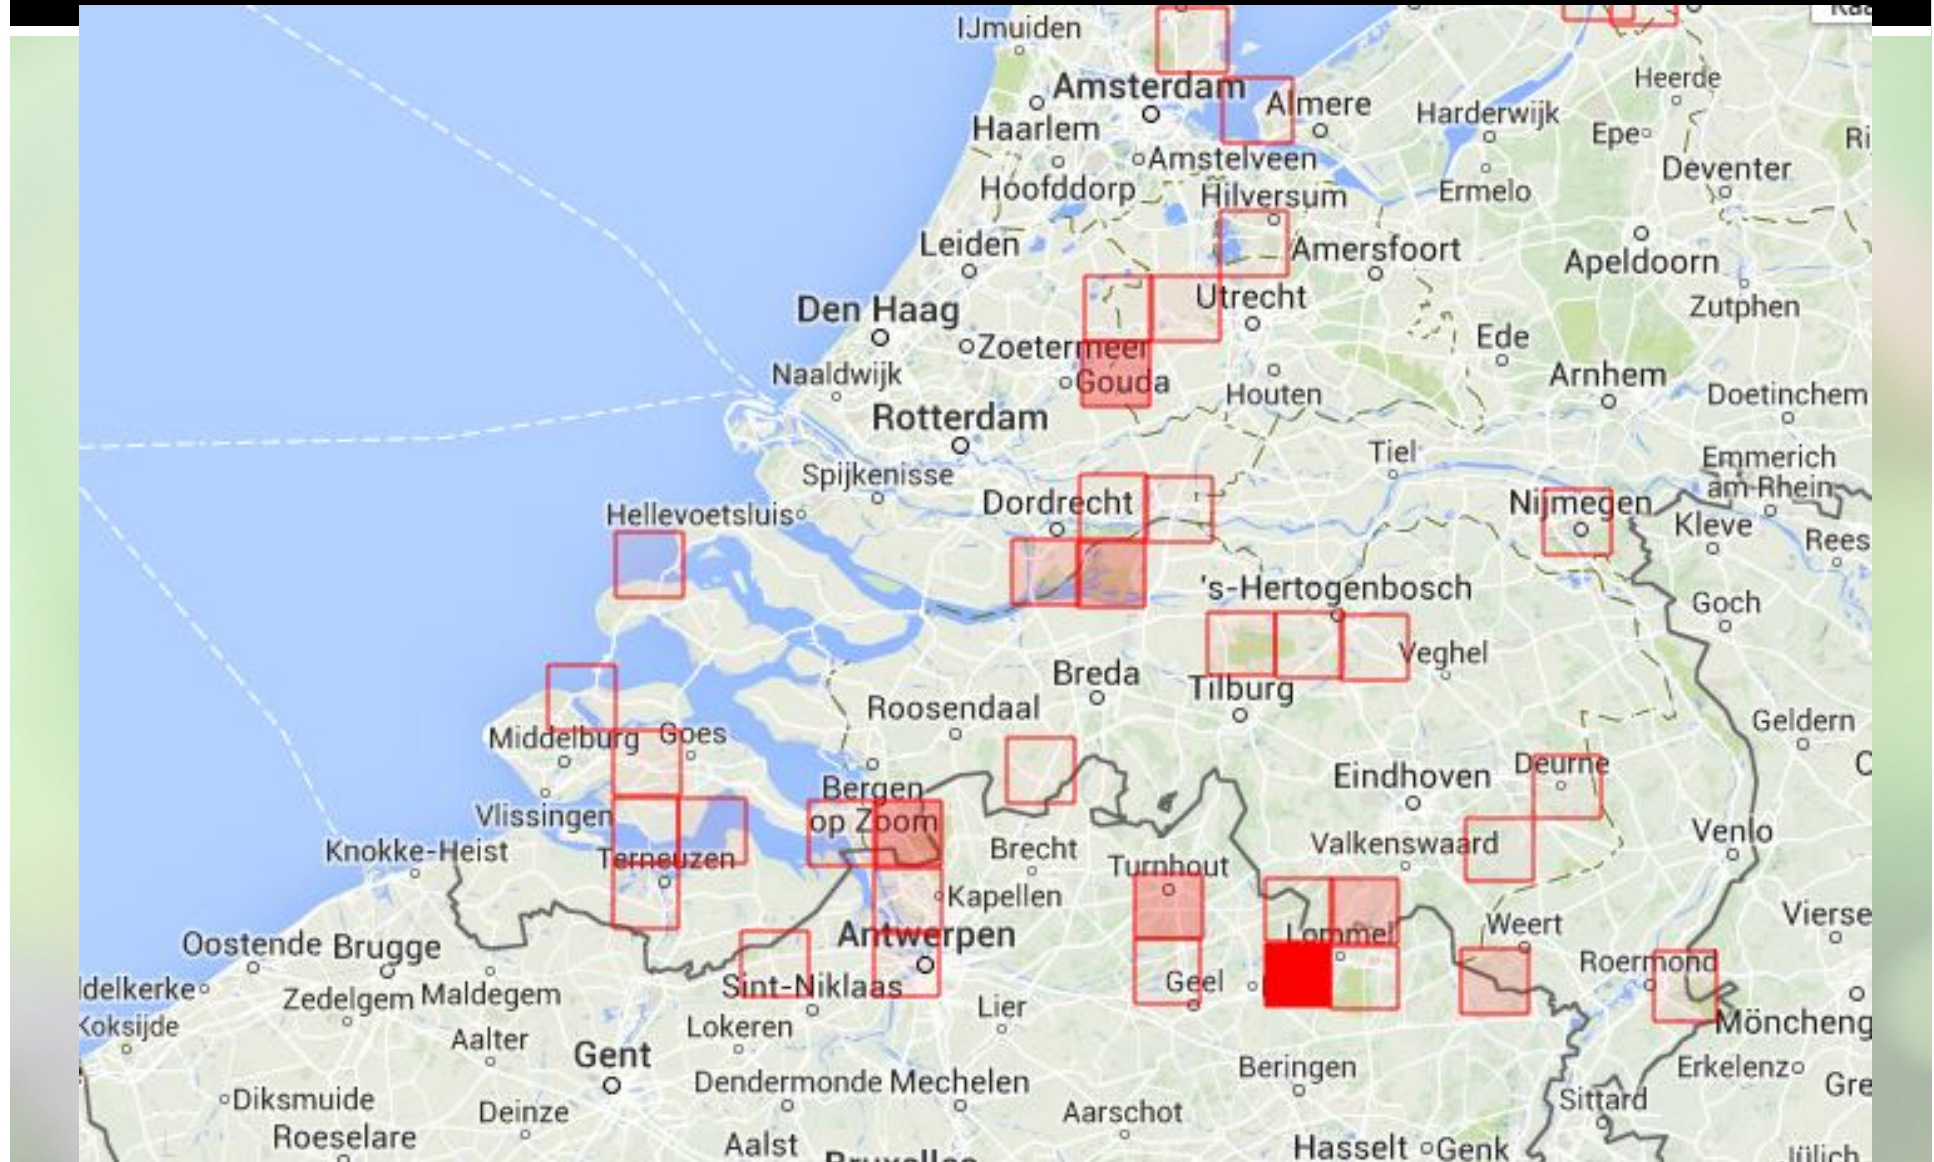 IJmuiden
Amsterdam
Almere
Harderwijk
Heerde
Haarlem
Epe
Amstelveen
Deventer
Hoofddorp
Hilversum
Ermelo
Leiden
Amersfoort
Apeldoorn
Den Haag
Utrecht
Zutphen
Zoetermeer
Ede
Naaldwijk
Gouda
Houten
Arnhem
Doetinchem
Rotterdam
Tiel
Emmerich
am Rhein
Spijkenisse
Dordrecht
Nijmegen
Hellevoetsluis
Kleve
Rees
's-Hertogenbosch
Goch
Veghel
Breda
Tilburg
Roosendaal
Geldern
Middelburg
Goes
Eindhoven
Deurne
Bergen
op Zoom
Vlissingen
Venlo
Knokke-Heist
Terneuzen
Brecht
Turnhout
Valkenswaard
Kapellen
Vierse
Oostende
Brugge
Antwerpen
Lommel
Weert
Roermond
ddelkerke
Zedelgem
Maldegem
Sint-Niklaas
Geel
Koksijde
Aalter
Lokeren
Lier
Möncheng
Gent
Beringen
Erkelenz
Dendermonde
Mechelen
Gre
Diksmuide
Deinze
Aarschot
Sittard
Roeselare
Aalst
Hasselt
Genk